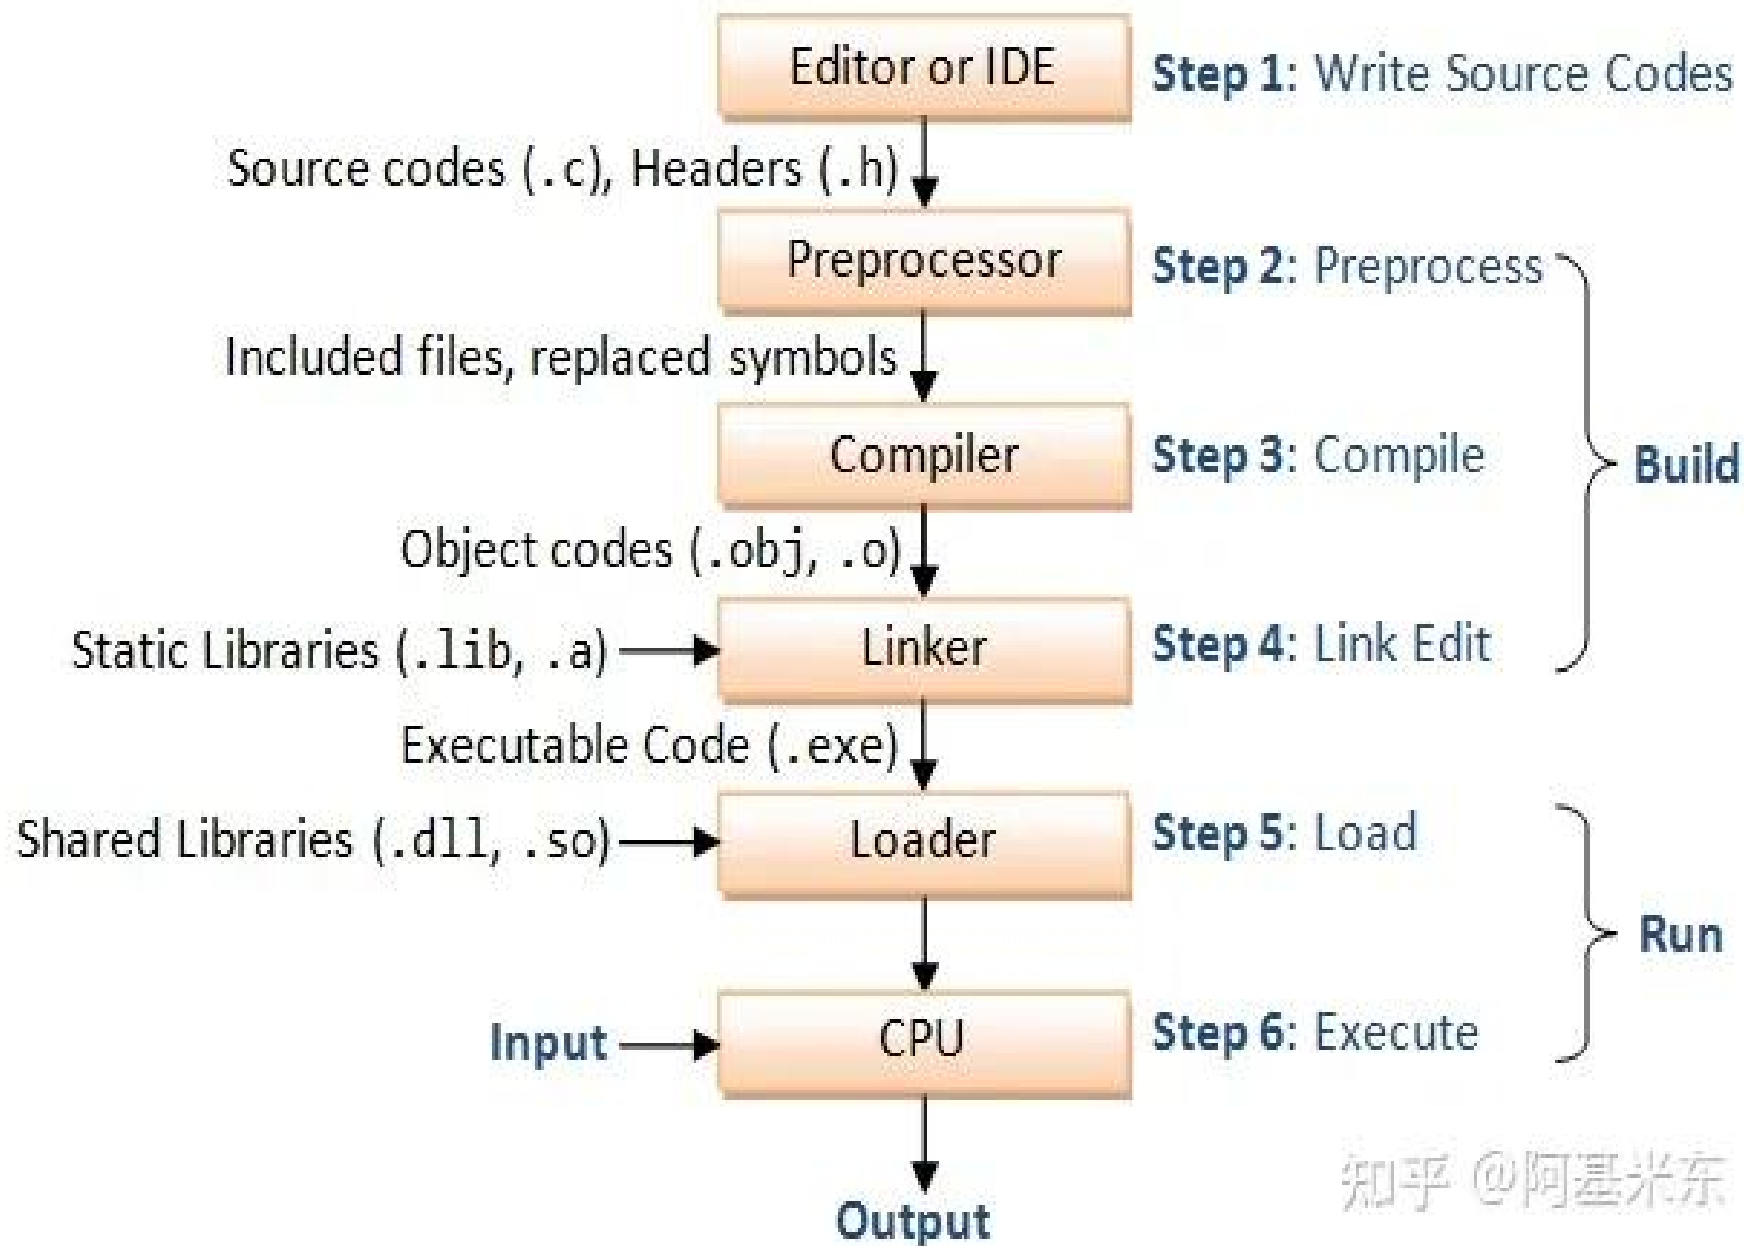 Editor or IDE
Step 1: Write Source Codes
Source codes (.c), Headers (.h)
Preprocessor
Step 2: Preprocess
Included files, replaced symbols
Compiler
Step 3: Compile
Build
Object codes (.obj, .o)
Static Libraries (.lib, .a)
Linker
Step 4: Link Edit
Executable Code (.exe)
Shared Libraries (.dll, .so)
Loader
Step 5: Load
Run
Input
CPU
Step 6: Execute
Output
知乎 @阿基米东